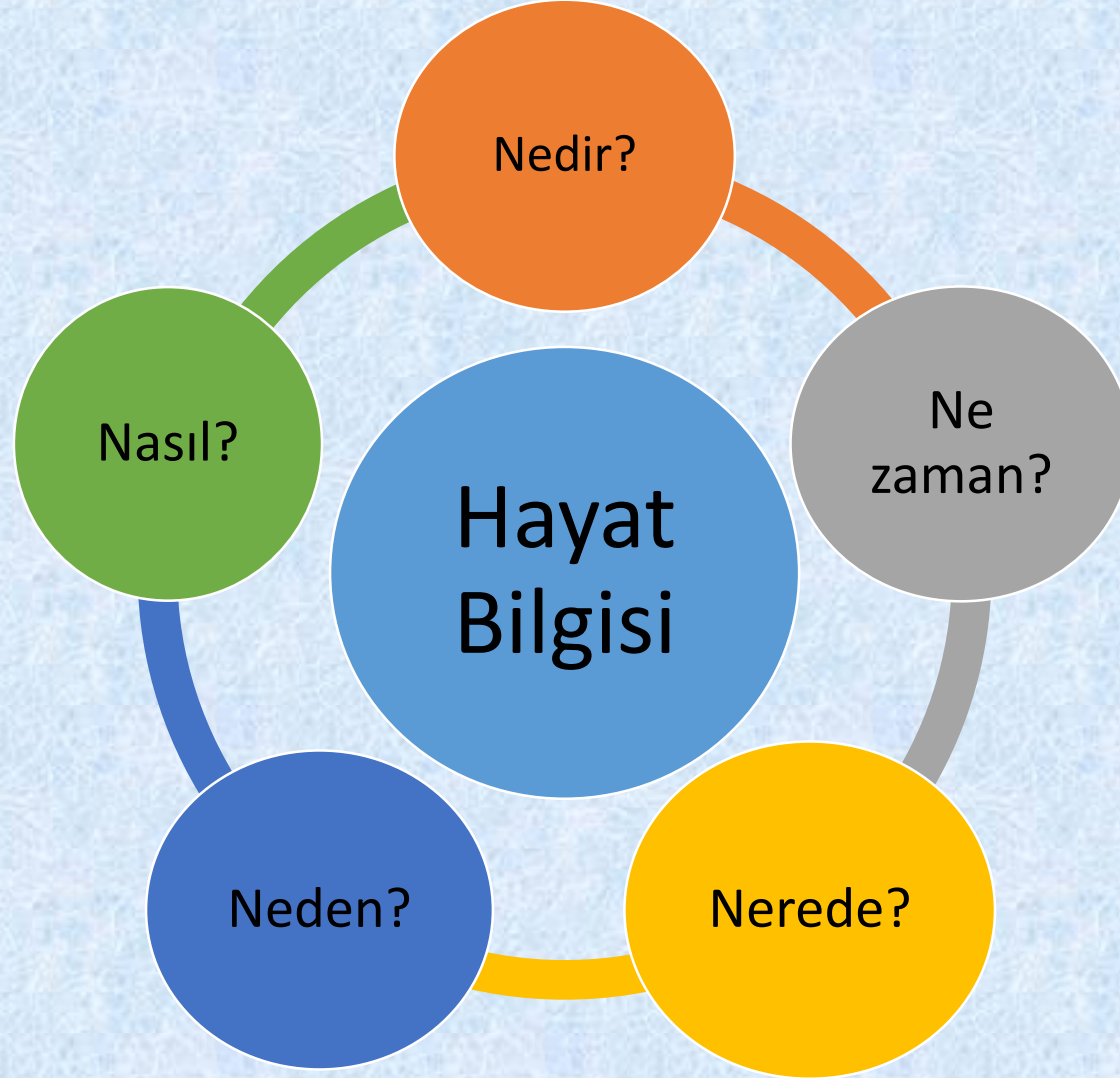 Nedir?
Ne
zaman?
Nerede?
Neden?
Nasıl?
Hayat
Bilgisi